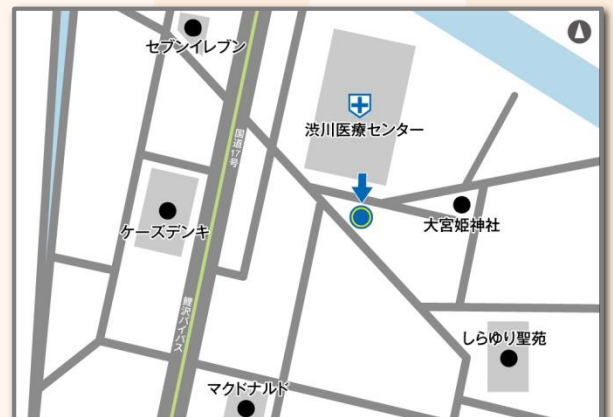 セブンイレブン
渋川医療センター
国道17号
ケーズデンキ
大宮姫神社
鯉沢バイパス
しらゆり聖苑
マクドナルド